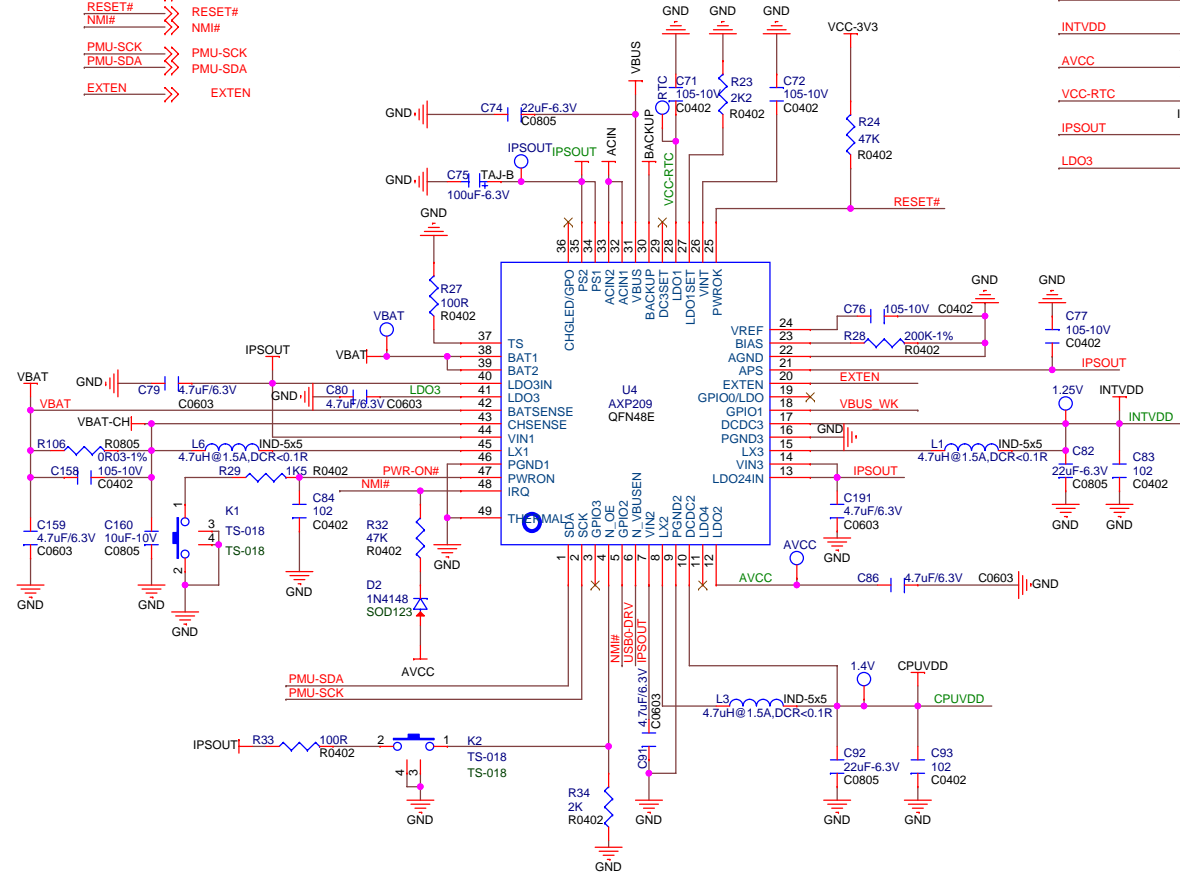 RESET# RESET#
NMI# NMI#
PMU-SCK PMU-SCK
PMU-SDA PMU-SDA
EXTEN EXTEN
INTVDD
AVCC
VCC-RTC
IPSOUT
LDO3
GND GND GND
VCC-3V3
VBUS
RTC
C71
105-10V
C0402
R23
2K2
R0402
C72
105-10V
C0402
GND
C74 22uF-6.3V
C0805
R24
47K
R0402
ACIN
BACKUP
IPSOUT IPSOUT
VCC-RTC
GND
C75 TAJ-B
+
100uF-6.3V
RESET#
GND
36 35 34 33 32 31 30 29 28 27 26 25
CHGLED/GPO
PS2
PS1
ACIN2
ACIN1
VBUS
BACKUP
DC3SET
LDO1
LDO1SET
VINT
PWROK
R27
100R
R0402
VBAT
VBAT
IPSOUT
37 TS
38 BAT1
39 BAT2
40 LDO3IN
41 LDO3
42 BATSENSE
43 CHSENSE
44 VIN1
45 LX1
46 PGND1
47 PWRON
48 IRQ
49 THERMAL
U4
AXP209
QFN48E
24 VREF
23 BIAS
22 AGND
21 APS
20 EXTEN
19 GPIO0/LDO
18 GPIO1
17 DCDC3
16 PGND3
15 LX3
14 VIN3
13 LDO24IN
GND GND
C76 105-10V C0402
R28 200K-1%
R0402
C77
105-10V
C0402
IPSOUT
EXTEN
VBUS_WK
1.25V
INTVDD
INTVDD
GND
L1 IND-5x5
4.7uH@1.5A,DCR<0.1R
C82
22uF-6.3V
C0805
GND
C83
102
C0402
GND
IPSOUT
C191
4.7uF/6.3V
C0603
GND
VBAT
GND
C79 4.7uF/6.3V
C0603
GND
C80 LDO3
4.7uF/6.3V C0603
VBAT
VBAT-CH
R106 R0805
0R03-1%
L6 IND-5x5
4.7uH@1.5A,DCR<0.1R
C158 105-10V
C0402
R29 1K5 R0402
PWR-ON#
NMI#
C84
102
C0402
GND
K1
TS-018
TS-018
1
3
4
2
GND
C159
4.7uF/6.3V
C0603
GND
C160
10uF-10V
C0805
GND
R32
47K
R0402
GND
D2
1N4148
SOD123
AVCC
SDA
SCK
GPIO3
N_OE
GPIO2
N_VBUSEN
VIN2
LX2
PGND2
DCDC2
LDO4
LDO2
1 2 3 4 5 6 7 8 9 10 11 12
AVCC
AVCC
C86 4.7uF/6.3V C0603
GND
NMI#
USB0-DRV
IPSOUT
PMU-SDA
PMU-SCK
4.7uF/6.3V
C0603
C91
GND
1.4V
CPUVDD
CPUVDD
L3 IND-5x5
4.7uH@1.5A,DCR<0.1R
C92
22uF-6.3V
C0805
GND
C93
102
C0402
GND
IPSOUT
R33 100R
R0402
2 1
4 3
K2
TS-018
TS-018
GND
R34
2K
R0402
GND